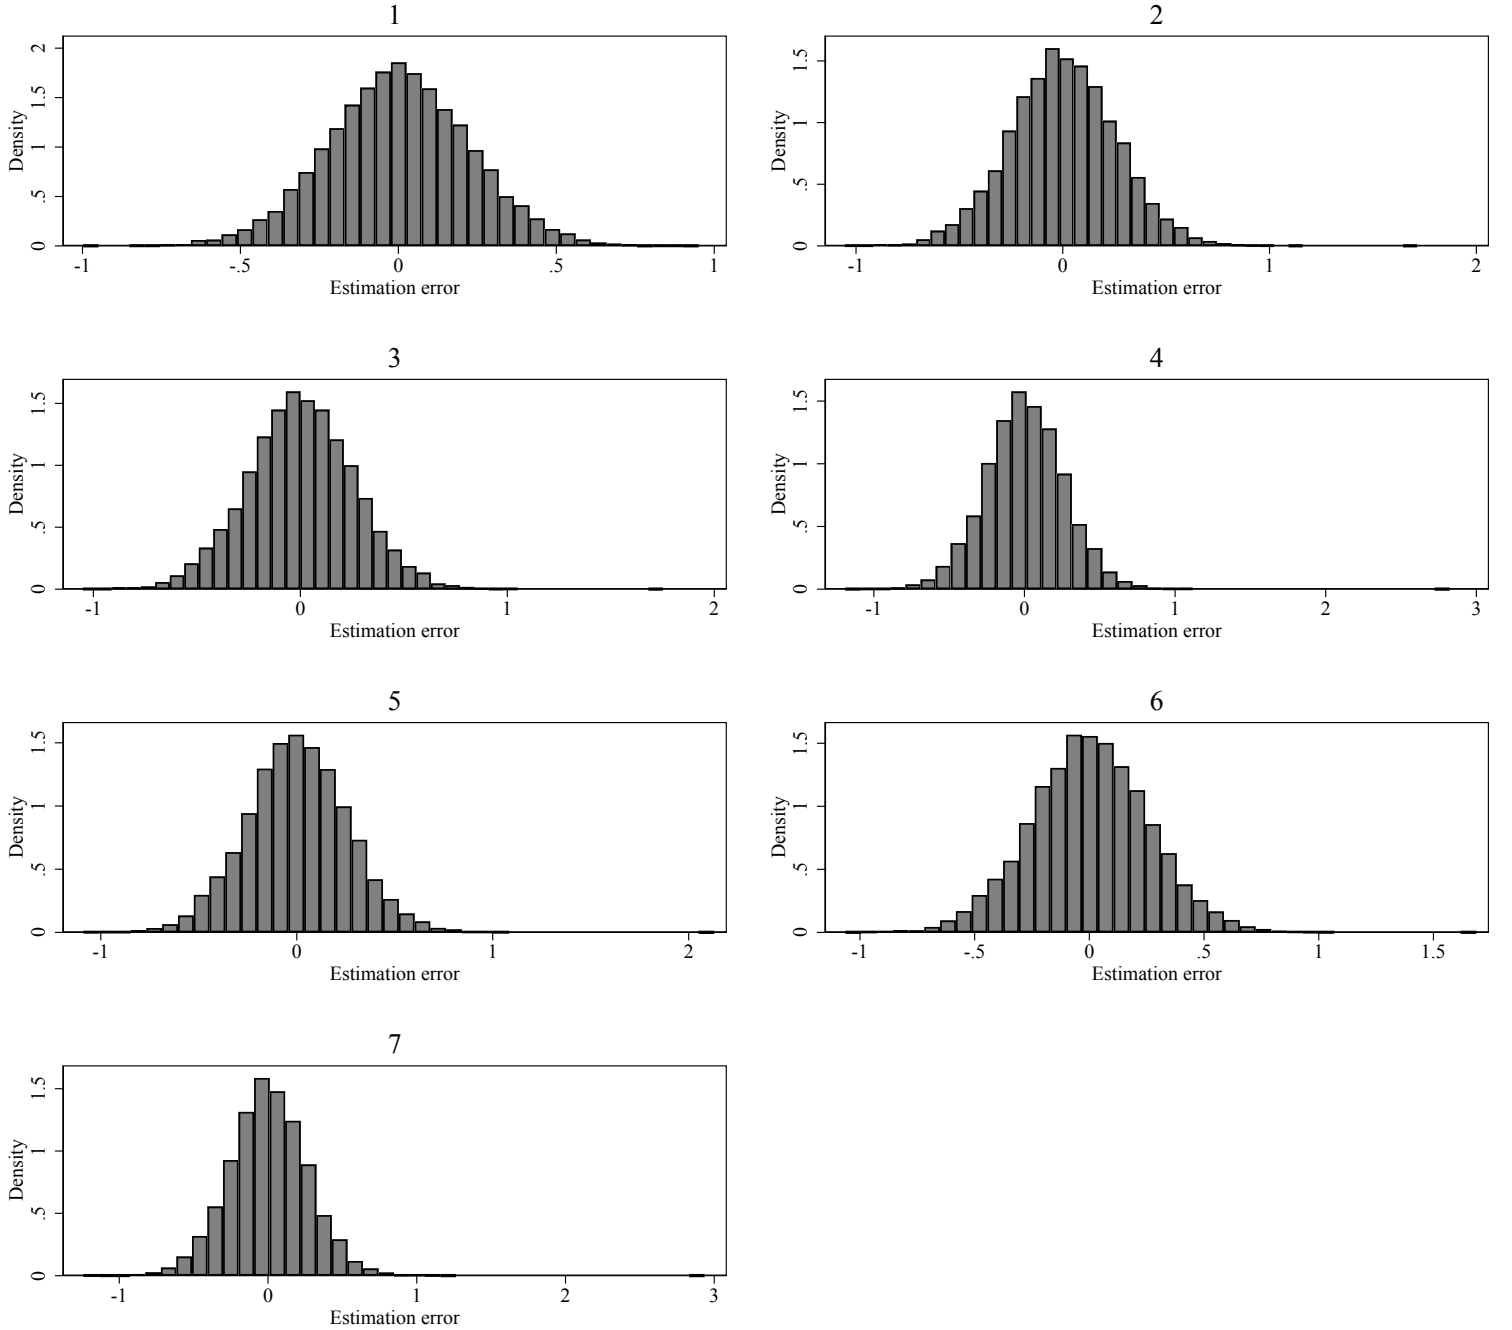 1
Density
0 .5 1 1.5 2
-1 -.5 0 .5 1
Estimation error
2
Density
0 .5 1 1.5
-1 0 1 2
Estimation error
3
Density
0 .5 1 1.5
-1 0 1 2
Estimation error
4
Density
0 .5 1 1.5
-1 0 1 2 3
Estimation error
5
Density
0 .5 1 1.5
-1 0 1 2
Estimation error
6
Density
0 .5 1 1.5
-1 -.5 0 .5 1 1.5
Estimation error
7
Density
0 .5 1 1.5
-1 0 1 2 3
Estimation error